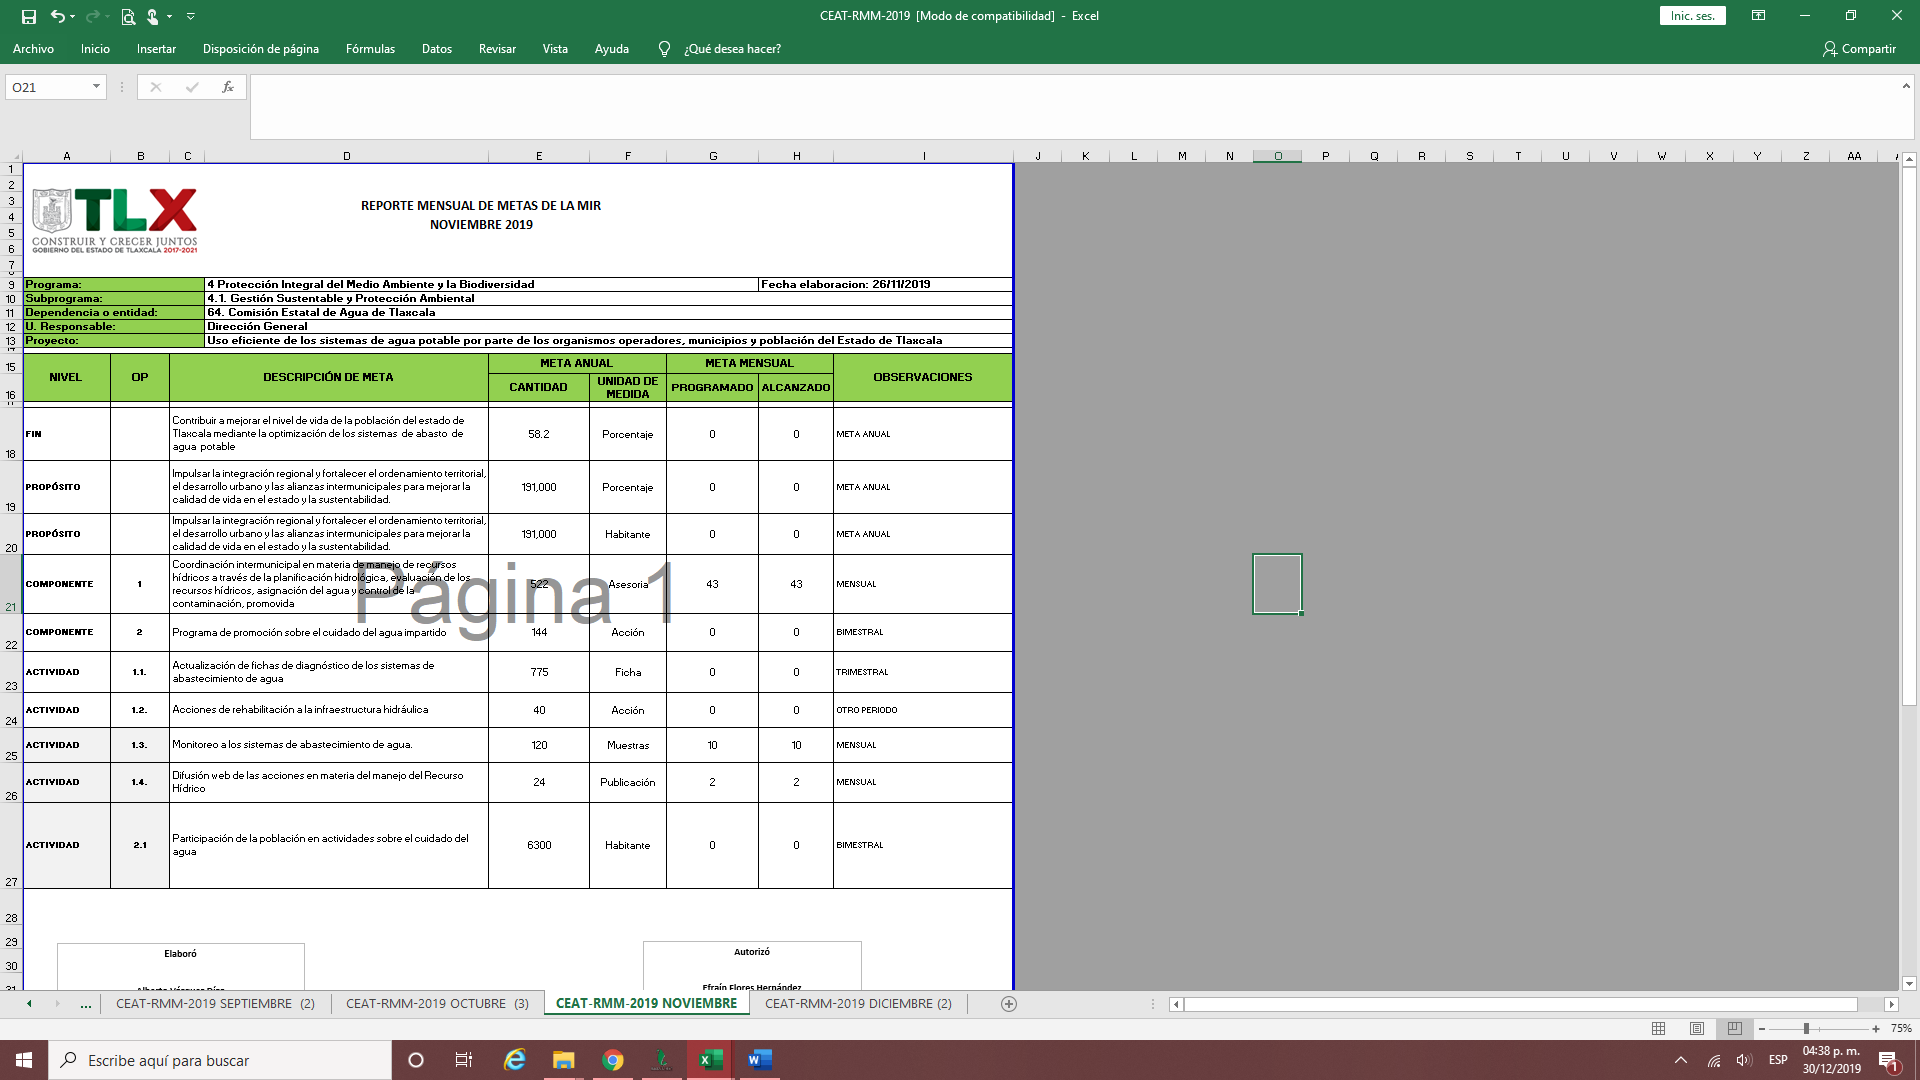 CEAT-RMM-2019 [Modo de compatibilidad] - Excel
Inic. ses.
Archivo Inicio Insertar Disposición de página Fórmulas Datos Revisar Vista Ayuda ¿Qué desea hacer? Compartir
O21 fx
A B C D E F G H I J K L M N O P Q R S T U V W X Y Z AA
TLX
CONSTRUIR Y CRECER JUNTOS
GOBIERNO DEL ESTADO DE TLAXCALA 2017-2021
REPORTE MENSUAL DE METAS DE LA MIR
NOVIEMBRE 2019
Programa: 4 Protección Integral del Medio Ambiente y la Biodiversidad Fecha elaboracion: 26/11/2019
Subprograma: 4.1. Gestión Sustentable y Protección Ambiental
Dependencia o entidad: 64. Comisión Estatal de Agua de Tlaxcala
U. Responsable: Dirección General
Proyecto: Uso eficiente de los sistemas de agua potable por parte de los organismos operadores, municipios y población del Estado de Tlaxcala
NIVEL OP DESCRIPCIÓN DE META META ANUAL META MENSUAL OBSERVACIONES
CANTIDAD UNIDAD DE MEDIDA PROGRAMADO ALCANZADO
18 FIN Contribuir a mejorar el nivel de vida de la población del estado de
Tlaxcala mediante la optimización de los sistemas de abasto de
agua potable 58.2 Porcentaje 0 0 META ANUAL
19 PROPÓSITO Impulsar la integración regional y fortalecer el ordenamiento territorial,
el desarrollo urbano y las alianzas intermunicipales para mejorar la
calidad de vida en el estado y la sustentabilidad. 191,000 Porcentaje 0 0 META ANUAL
20 PROPÓSITO Impulsar la integración regional y fortalecer el ordenamiento territorial,
el desarrollo urbano y las alianzas intermunicipales para mejorar la
calidad de vida en el estado y la sustentabilidad. 191,000 Habitante 0 0 META ANUAL
21 COMPONENTE 1 Coordinación intermunicipal en materia de manejo de recursos
hídricos a través de la planificación hidrológica, evaluación de los
recursos hídricos, asignación del agua y control de la
contaminación, promovida 522 Asesoria 43 43 MENSUAL
Página 1
22 COMPONENTE 2 Programa de promoción sobre el cuidado del agua impartido 144 Acción 0 0 BIMESTRAL
23 ACTIVIDAD 1.1. Actualización de fichas de diagnóstico de los sistemas de
abastecimiento de agua 775 Ficha 0 0 TRIMESTRAL
24 ACTIVIDAD 1.2. Acciones de rehabilitación a la infraestructura hidráulica 40 Acción 0 0 OTRO PERIODO
25 ACTIVIDAD 1.3. Monitoreo a los sistemas de abastecimiento de agua. 120 Muestras 10 10 MENSUAL
26 ACTIVIDAD 1.4. Difusión web de las acciones en materia del manejo del Recurso
Hídrico 24 Publicación 2 2 MENSUAL
27 ACTIVIDAD 2.1 Participación de la población en actividades sobre el cuidado del
agua 6300 Habitante 0 0 BIMESTRAL
Elaboró Autorizó
Alberto Vázquez Díaz Efraín Flores Hernández
... CEAT-RMM-2019 SEPTIEMBRE (2) CEAT-RMM-2019 OCTUBRE (3) CEAT-RMM-2019 NOVIEMBRE CEAT-RMM-2019 DICIEMBRE (2)
75%
Escribe aquí para buscar
ESP 04:38 p. m.
30/12/2019
1